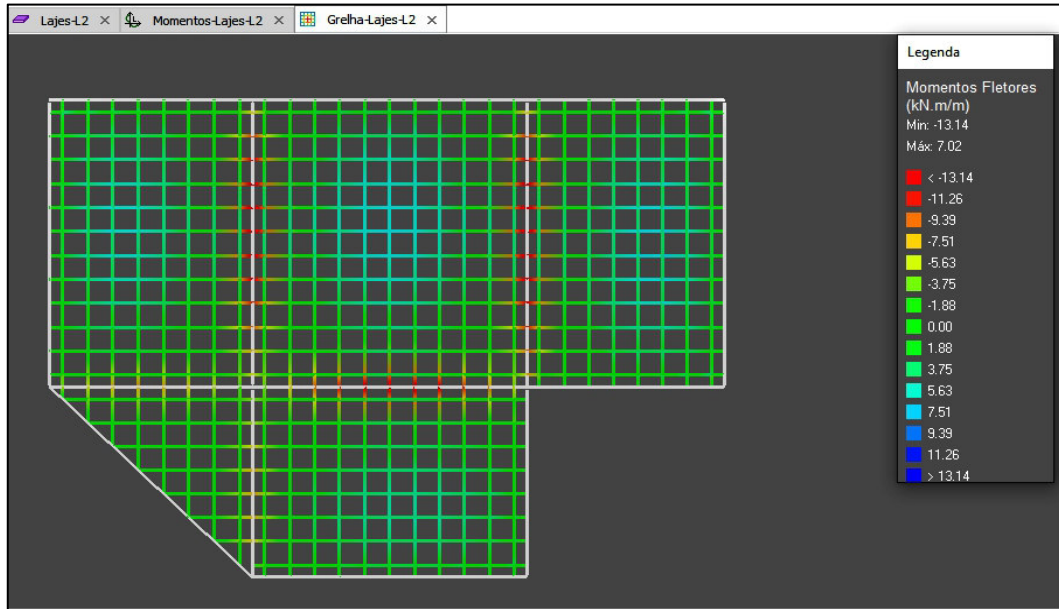 Lajes-L2 × Momentos-Lajes-L2 × Grelha-Lajes-L2 ×
Legenda
Momentos Fletores
(kN.m/m)
Min: -13.14
Máx: 7.02
< -13.14
-11.26
-9.39
-7.51
-5.63
-3.75
-1.88
0.00
1.88
3.75
5.63
7.51
9.39
11.26
> 13.14